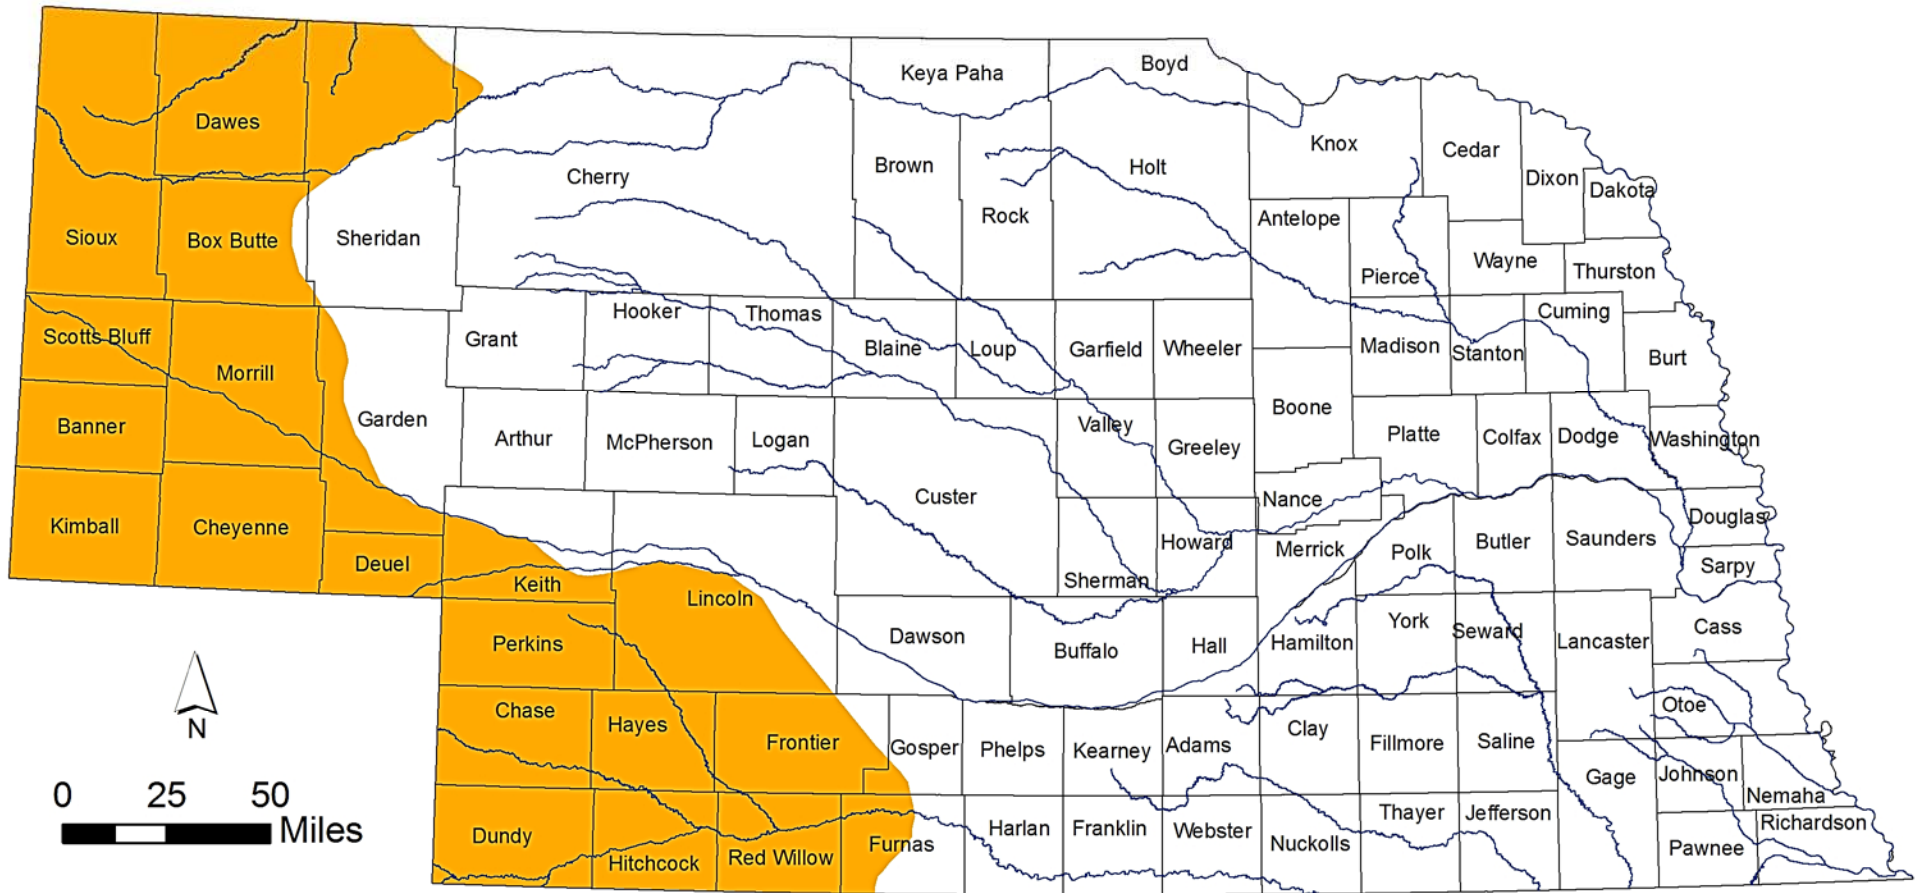 Boyd
Keya Paha
Dawes
Knox
Cedar
Brown
Holt
Cherry
Dixon
Dakota
Rock
Antelope
Sioux
Box Butte
Sheridan
Wayne
Thurston
Pierce
Hooker
Thomas
Cuming
Scotts Bluff
Grant
Blaine
Loup
Garfield
Wheeler
Madison
Stanton
Burt
Morrill
Boone
Garden
Banner
Arthur
McPherson
Logan
Valley
Greeley
Platte
Colfax
Dodge
Washington
Custer
Nance
Kimball
Cheyenne
Douglas
Howard
Merrick
Polk
Butler
Saunders
Deuel
Keith
Sherman
Sarpy
Lincoln
Perkins
Dawson
Buffalo
Hall
Hamilton
York
Seward
Lancaster
Cass
N
Chase
Hayes
Frontier
Gosper
Phelps
Kearney
Adams
Clay
Fillmore
Saline
Otoe
Gage
Johnson
Nemaha
0 25 50
Miles
Dundy
Hitchcock
Red Willow
Furnas
Harlan
Franklin
Webster
Nuckolls
Thayer
Jefferson
Pawnee
Richardson